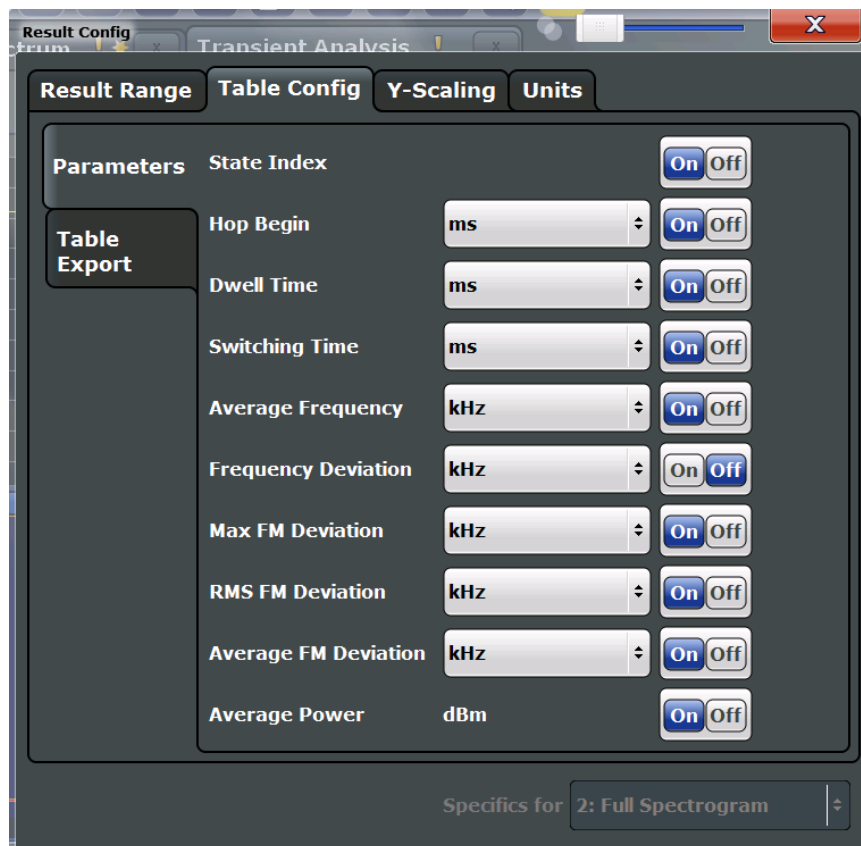 Result Config
trum x Transient Analysis x
X
Result Range Table Config Y-Scaling Units
Parameters
Table
Export
State Index On Off
Hop Begin ms On Off
Dwell Time ms On Off
Switching Time ms On Off
Average Frequency kHz On Off
Frequency Deviation kHz On Off
Max FM Deviation kHz On Off
RMS FM Deviation kHz On Off
Average FM Deviation kHz On Off
Average Power dBm On Off
Specifics for 2: Full Spectrogram